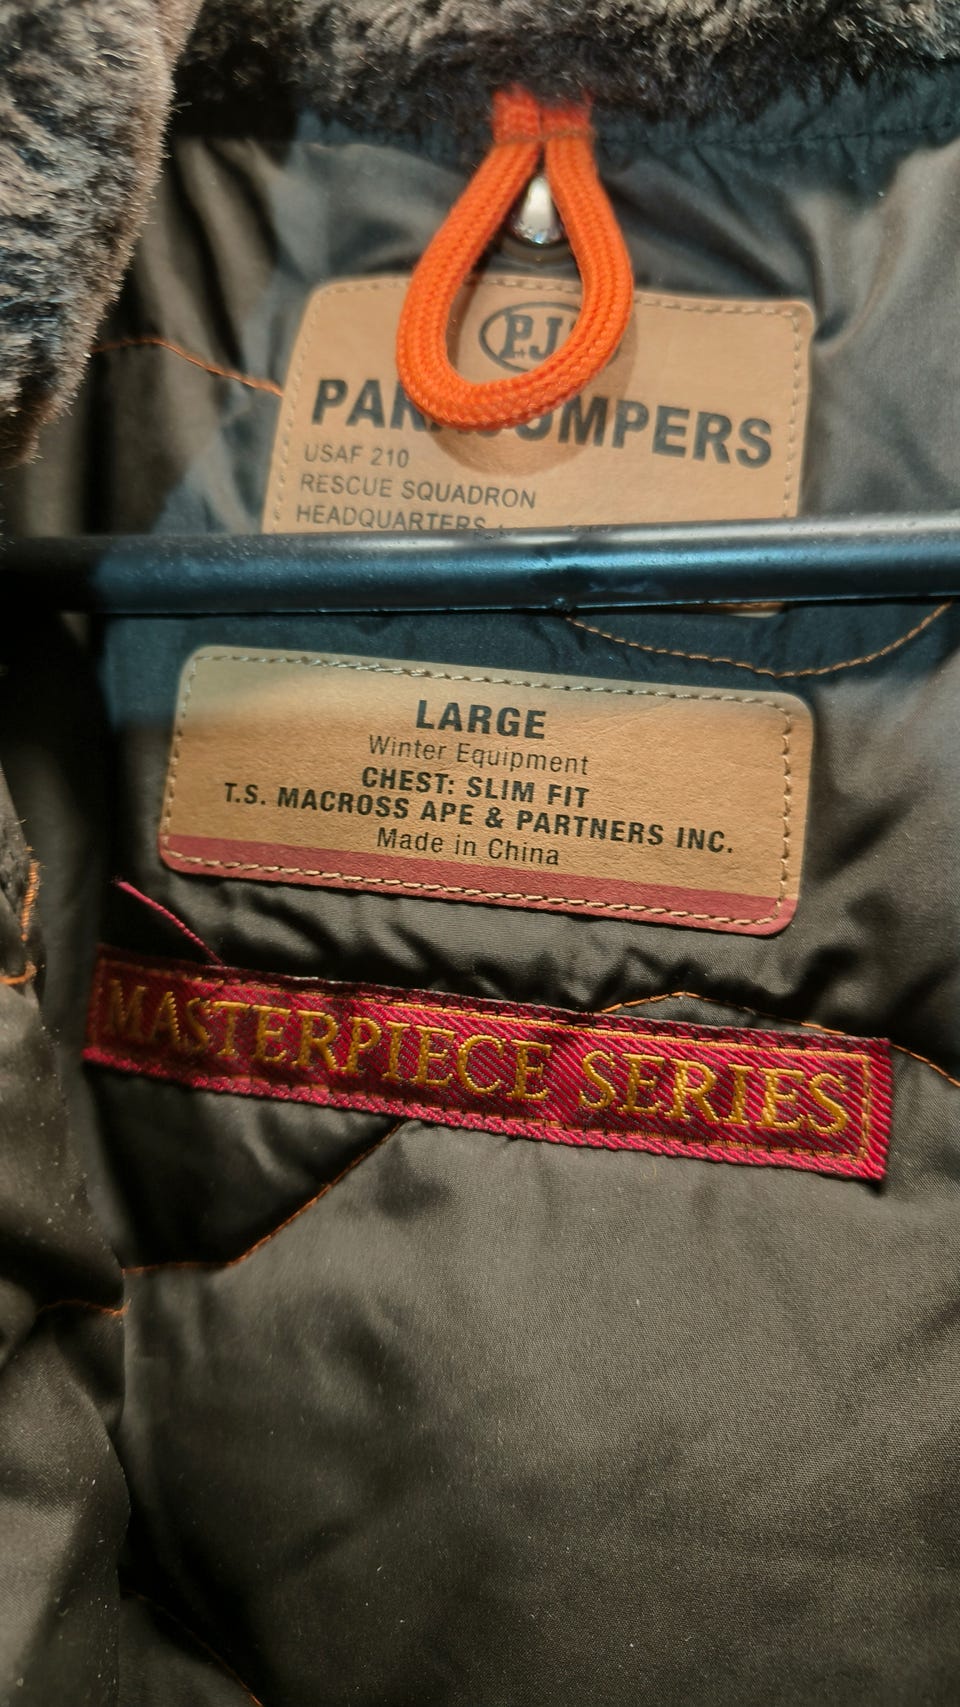 P.J
PARAJUMPERS
USAF 210
RESCUE SQUADRON
HEADQUARTERS
LARGE
Winter Equipment
CHEST: SLIM FIT
T.S. MACROSS APE & PARTNERS INC.
Made in China
MASTERPIECE SERIES